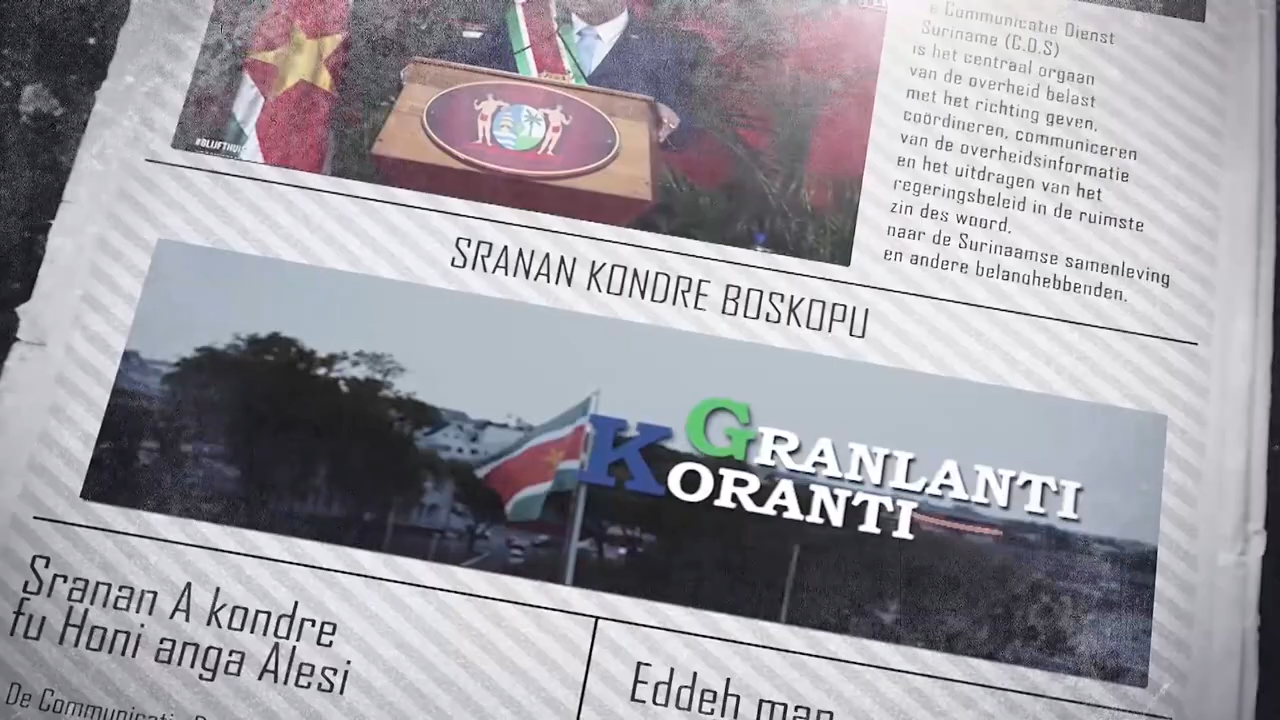 e Communicatie Dienst
Suriname (C.D.S)
is het centraal orgaan
van de overheid belast
met het richting geven,
coördineren, communiceren
van de overheidsinformatie
en het uitdragen van het
regeringsbeleid in de ruimste
zin des woord.
naar de Surinaamse samenleving
en andere belanghebbenden.
SRANAN KONDRE BOSKOPU
GRANLANTI
KORANTI
Sranan A kondre
fu Honi anga Alesi
De Communicatie
Eddeh man